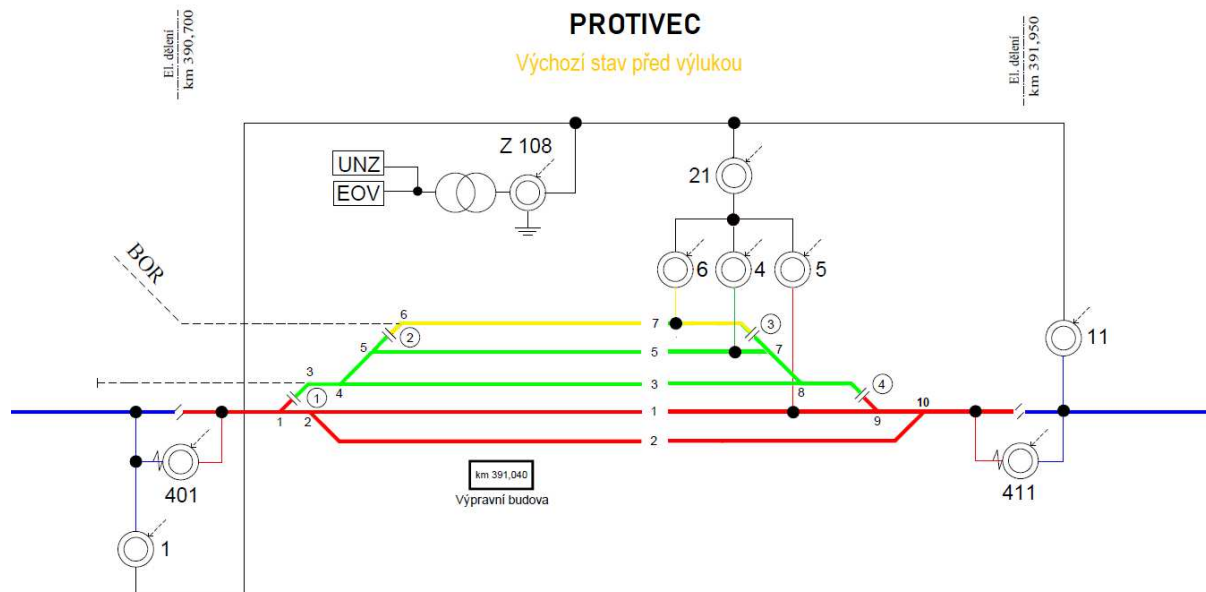 PROTIVEC
Výchozí stav před výlukou
El. dělení
km 390,700
El. dělení
km 391,950
UNZ
EOV
Z 108
21
6
4
5
BOR
11
6
7
3
2
5
5
7
3
3
4
1
4
8
1
1
2
9
10
2
401
411
km 391,040
Výpravní budova
1